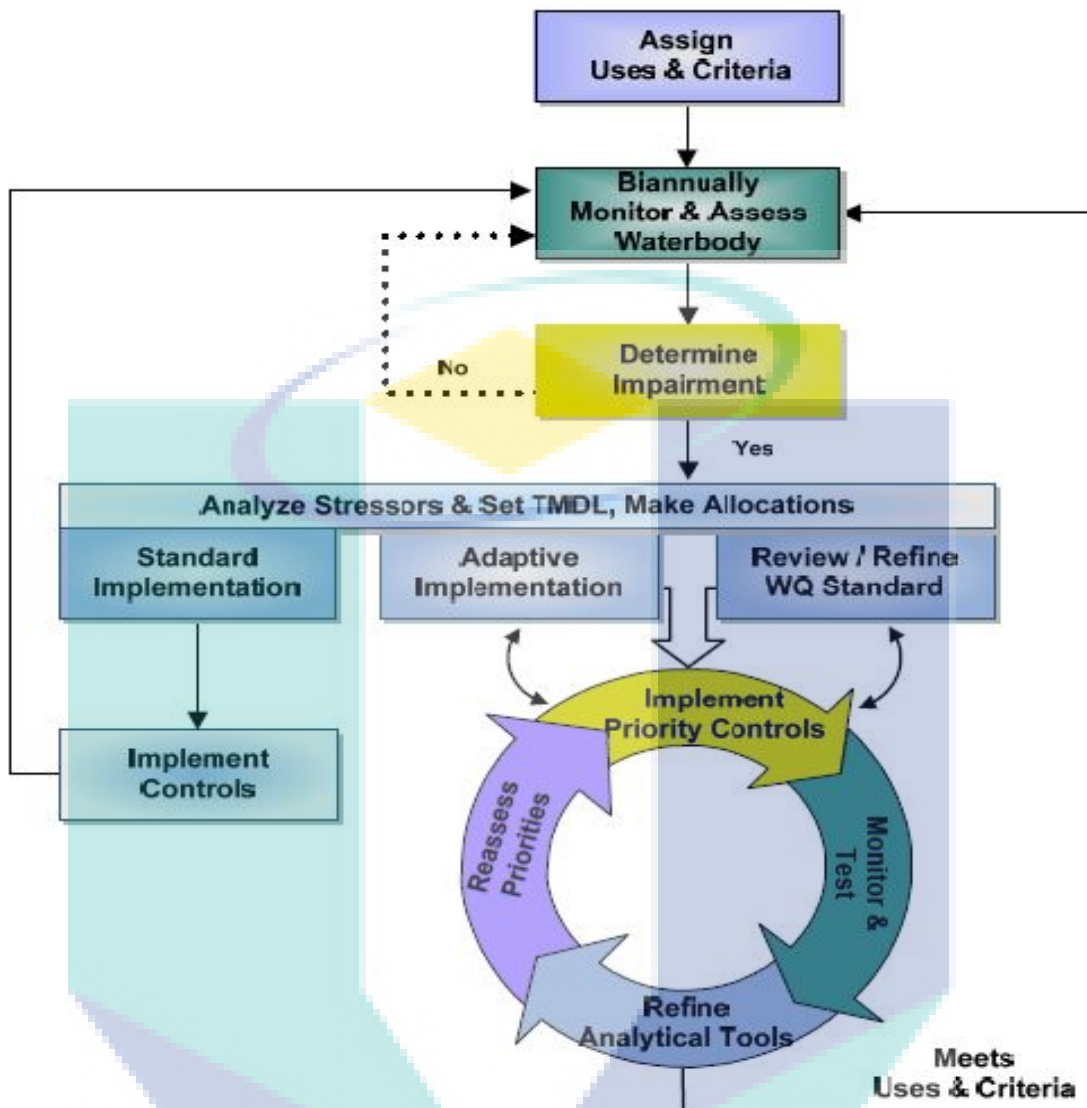 Assign
Uses & Criteria
Biannually
Monitor & Assess
Waterbody
Determine
Impairment
No
Yes
Analyze Stressors & Set TMDL, Make Allocations
Standard
Implementation
Adaptive
Implementation
Review / Refine
WQ Standard
Implement
Controls
Implement
Priority Controls
Reassess
Priorities
Monitor &
Test
Refine
Analytical Tools
Meets
Uses & Criteria